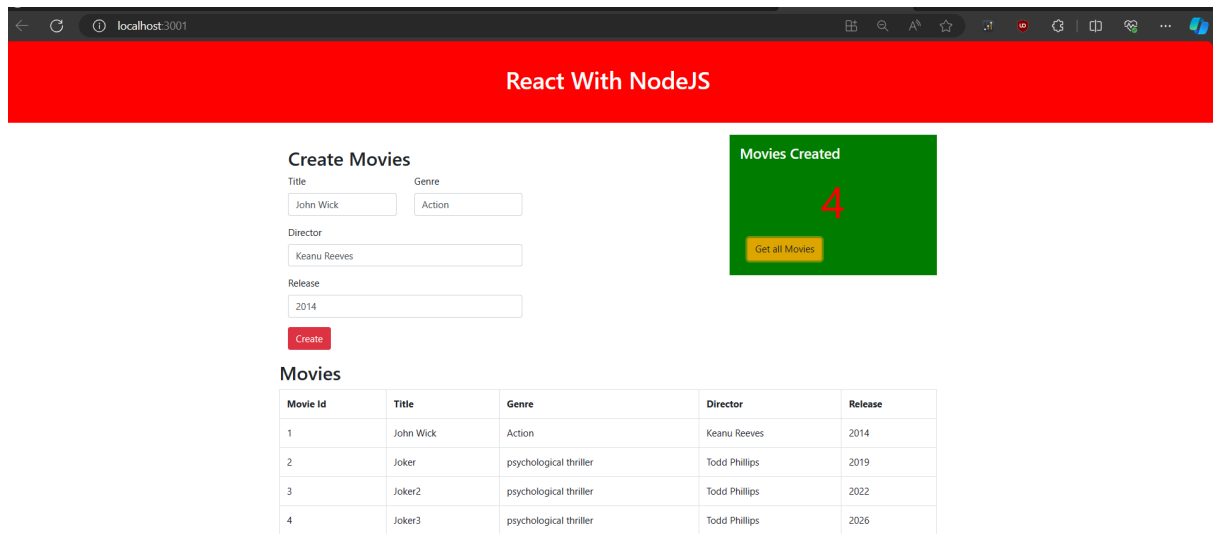 localhost:3001
React With NodeJS
Create Movies
Title Genre
John Wick Action
Director
Keanu Reeves
Release
2014
Create
Movies Created
4
Get all Movies
Movies
Movie Id Title Genre Director Release
1 John Wick Action Keanu Reeves 2014
2 Joker psychological thriller Todd Phillips 2019
3 Joker2 psychological thriller Todd Phillips 2022
4 Joker3 psychological thriller Todd Phillips 2026